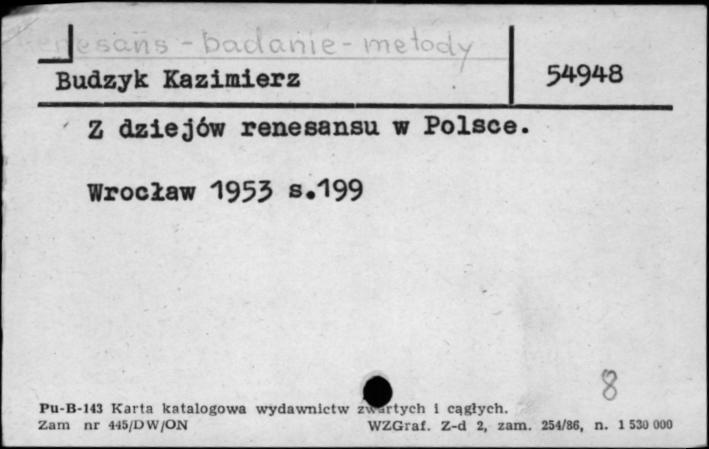 Renesans - badanie - metody
Budzyk Kazimierz 54948
Z dziejów renesansu w Polsce.
Wrocław 1953 s.199
8
Pu-B-143 Karta katalogowa wydawnictw zwartych i ciągłych.
Zam nr 445/DW/ON WZGraf. Z-d 2, zam. 254/86, n. 1 530 000